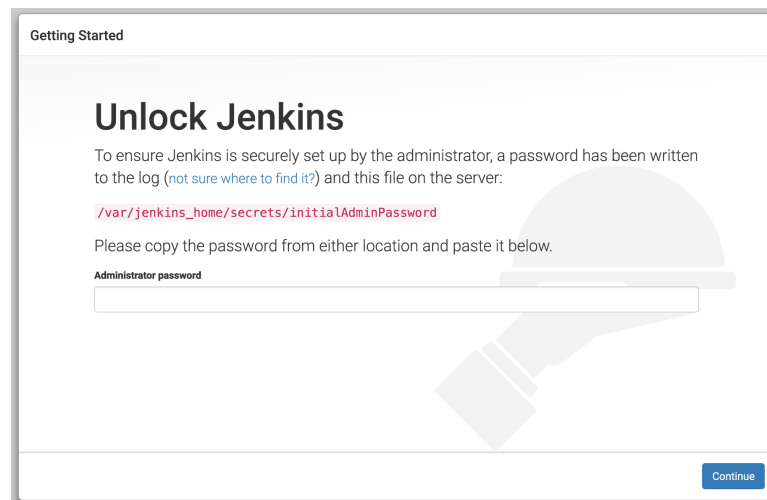 Getting Started
Unlock Jenkins
To ensure Jenkins is securely set up by the administrator, a password has been written
to the log (not sure where to find it?) and this file on the server:
/var/jenkins_home/secrets/initialAdminPassword
Please copy the password from either location and paste it below.
Administrator password
Continue